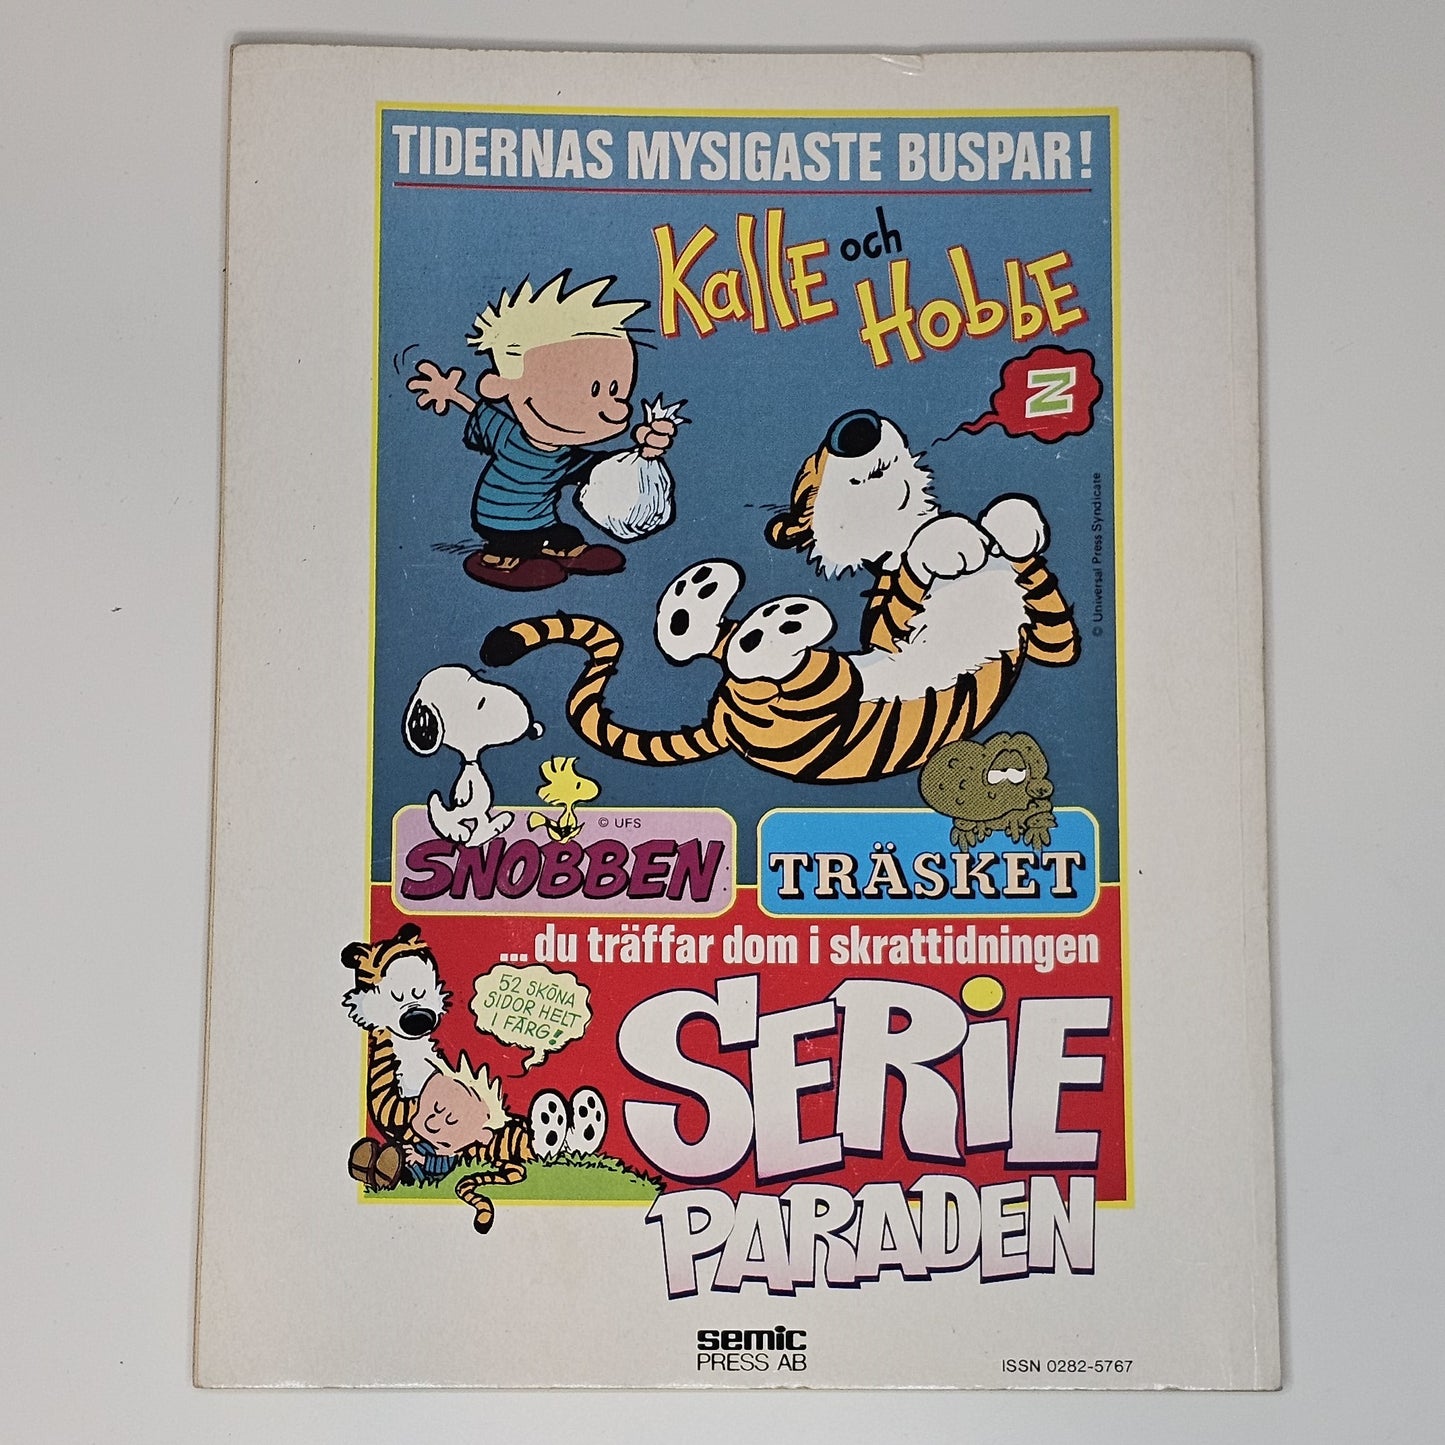 TIDERNAS MYSIGASTE BUSPAR!
Kalle och Hobbe
Z
© Universal Press Syndicate
© UFS
SNOBBEN
TRÄSKET
... du träffar dom i skrattidningen
52 SKÖNA
SIDOR HELT
I FÄRG!
SERIE
PARADEN
semic
PRESS AB
ISSN 0282-5767